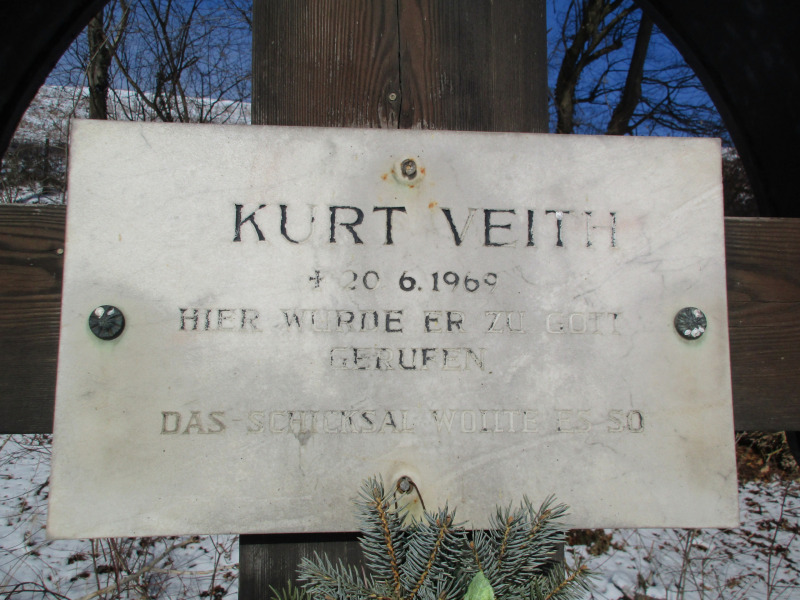 KURT VEITH
✝ 20 6.1969
HIER WURDE ER ZU GOTT
GERUFEN
DAS SCHICKSAL WOLLTE ES SO